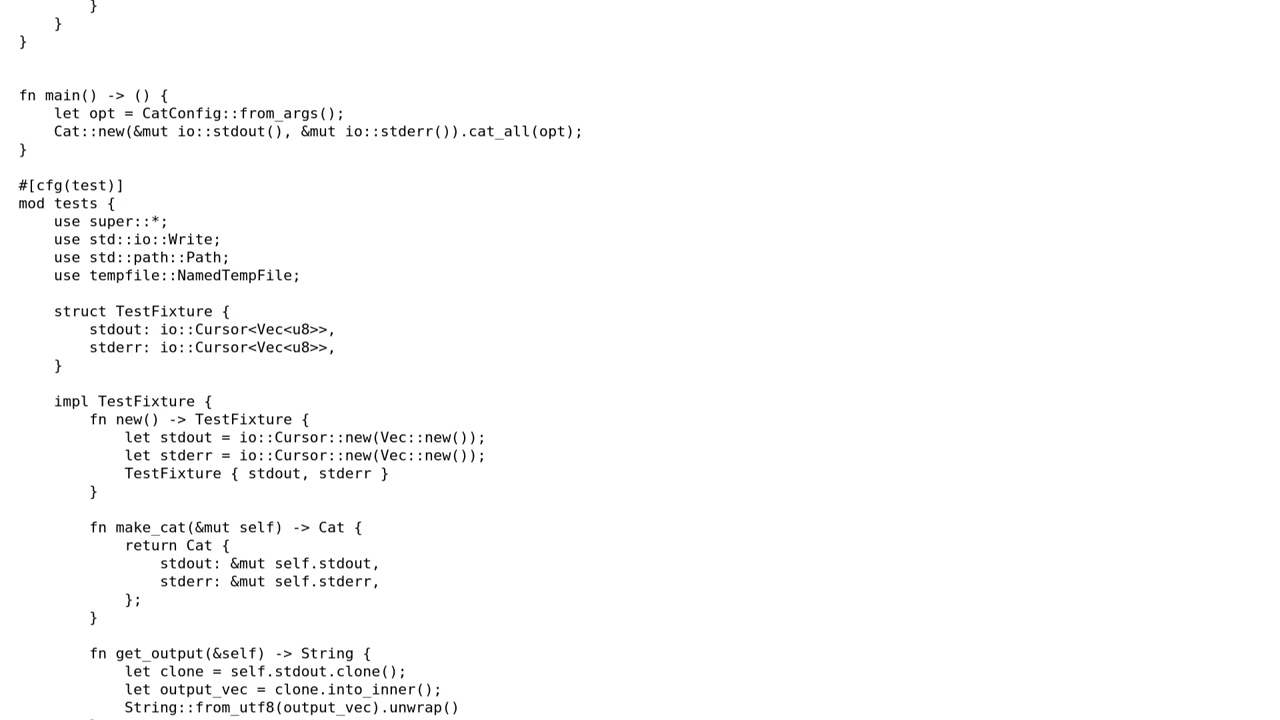 }
    }
}


fn main() -> () {
    let opt = CatConfig::from_args();
    Cat::new(&mut io::stdout(), &mut io::stderr()).cat_all(opt);
}

#[cfg(test)]
mod tests {
    use super::*;
    use std::io::Write;
    use std::path::Path;
    use tempfile::NamedTempFile;

    struct TestFixture {
        stdout: io::Cursor<Vec<u8>>,
        stderr: io::Cursor<Vec<u8>>,
    }

    impl TestFixture {
        fn new() -> TestFixture {
            let stdout = io::Cursor::new(Vec::new());
            let stderr = io::Cursor::new(Vec::new());
            TestFixture { stdout, stderr }
        }

        fn make_cat(&mut self) -> Cat {
            return Cat {
                stdout: &mut self.stdout,
                stderr: &mut self.stderr,
            };
        }

        fn get_output(&self) -> String {
            let clone = self.stdout.clone();
            let output_vec = clone.into_inner();
            String::from_utf8(output_vec).unwrap()